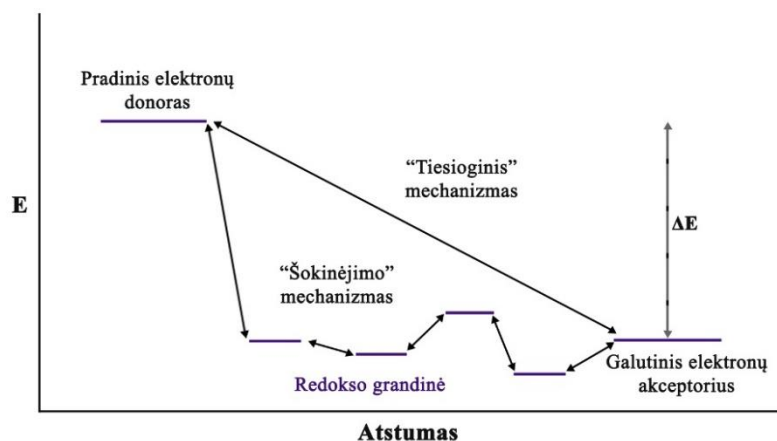 E
Pradinis elektronų
donoras
“Tiesioginis”
mechanizmas
ΔE
“Šokinėjimo”
mechanizmas
Redokso grandinė
Galutinis elektronų
akceptorius
Atstumas